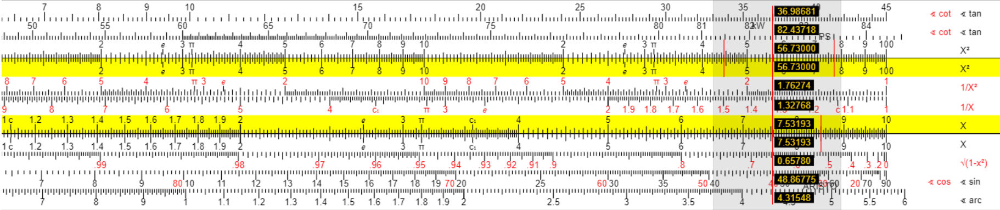 7 8 9 10 15 20 25 30 35 40 45 ∢ cot ∢ tan
36.98681
50 55 60 65 70 75 80 81 82 kW 83 84 ∢ cot ∢ tan
82.43718
PS
2 e 3 π 4 5 6 7 8 9 10 2 e 3 π 4 5 6 7 8 9 100 X²
56.73000
56.73000
2 e 3 π 4 5 6 7 8 9 10 2 e 3 π 4 5 8 9 100 X²
8 7 6 5 4 π 3 e 2 10 9 8 7 6 5 4 π 3 e 2 1 1/X²
1.76274
1.32768
9 8 7 6 5 4 c₁ π 3 e 2 1.9 1.8 1.7 1.6 1.5 1.4 1.2 c 1.1 1 1/X
1 c 1.2 1.3 1.4 1.5 1.6 1.7 1.8 1.9 2 e 3 π c₁ 4 5 6 7 8 9 10 X
7.53193
7.53193
1 c 1.2 1.3 1.4 1.5 1.6 1.7 1.8 1.9 2 e 3 π c₁ 4 5 6 7 8 9 10 X
.99 .98 .97 .96 .95 .94 .93 .92 .91 .9 .8 .7 .5 .4 .3 .2 0 √(1-x²)
0.65780
7 8 9 80 10 11 12 13 14 15 16 17 18 19 70 20 25 60 30 35 50 40 50 60 20 70 90 ∢ cos ∢ sin
48.86775
ARISTO
7 8 9 1 1.1 1.2 1.3 1.4 1.5 1.6 1.7 1.8 1.9 2 2.5 3 3.5 4 4.5 5 5.5 6 ∢ arc
4.31548